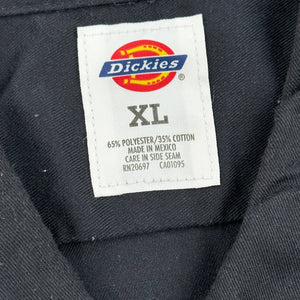 Dickies
®
XL
65% POLYESTER/35% COTTON
MADE IN MEXICO
CARE IN SIDE SEAM
RN20697 CA01095